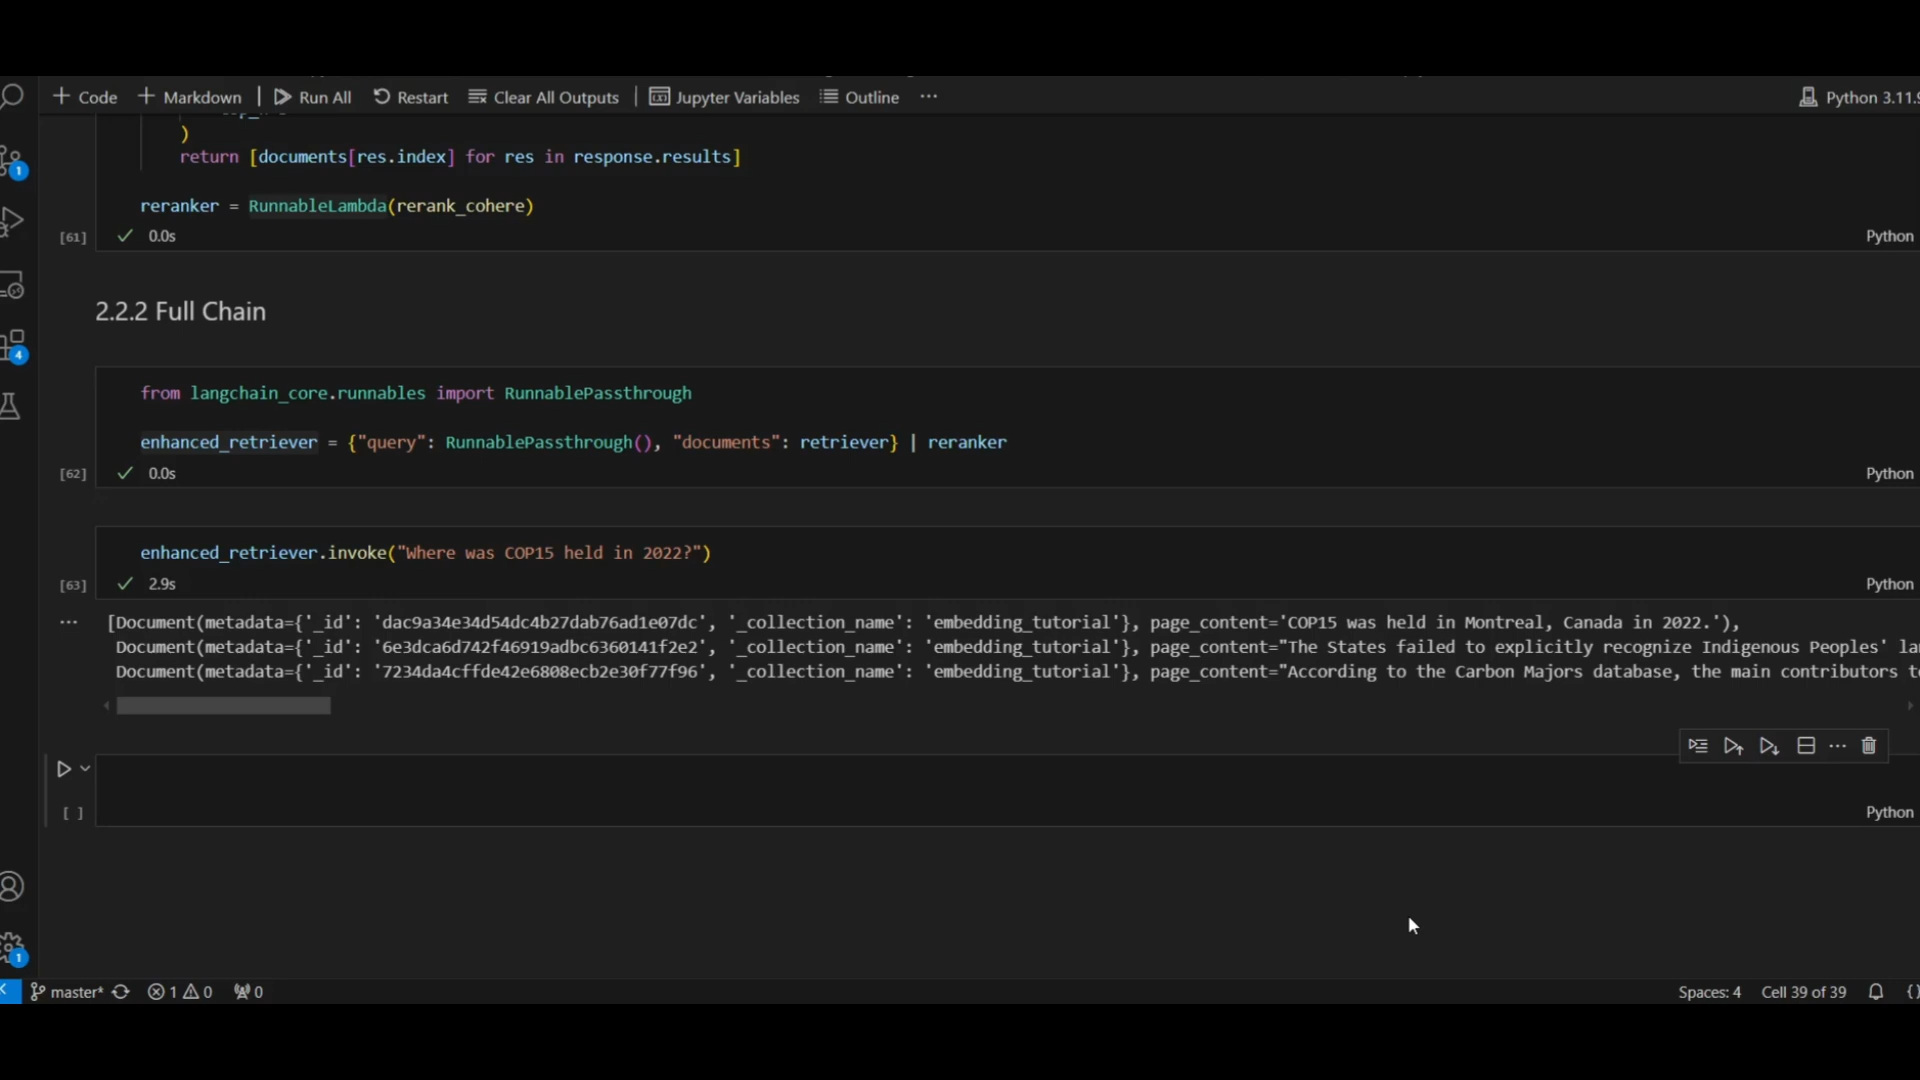 + Code + Markdown | Run All Restart Clear All Outputs | Jupyter Variables Outline ... Python 3.11.9
)
return [documents[res.index] for res in response.results]
reranker = RunnableLambda(rerank_cohere)
[61] 0.0s Python
2.2.2 Full Chain
from langchain_core.runnables import RunnablePassthrough
enhanced_retriever = {"query": RunnablePassthrough(), "documents": retriever} | reranker
[62] 0.0s Python
enhanced_retriever.invoke("Where was COP15 held in 2022?")
[63] 2.9s Python
... [Document(metadata={'_id': 'dac9a34e34d54dc4b27dab76ad1e07dc', '_collection_name': 'embedding_tutorial'}, page_content='COP15 was held in Montreal, Canada in 2022.'),
Document(metadata={'_id': '6e3dca6d742f46919adbc6360141f2e2', '_collection_name': 'embedding_tutorial'}, page_content="The States failed to explicitly recognize Indigenous Peoples' la
Document(metadata={'_id': '7234da4cffde42e6808ecb2e30f77f96', '_collection_name': 'embedding_tutorial'}, page_content="According to the Carbon Majors database, the main contributors to
[ ] Python
1
4
1
master* 1 0 0 Spaces: 4 Cell 39 of 39 {}